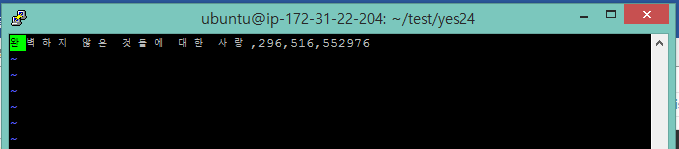 ubuntu@ip-172-31-22-204: ~/test/yes24
완벽하지 않은 것들에 대한 사랑,296,516,552976
~
~
~
~
~